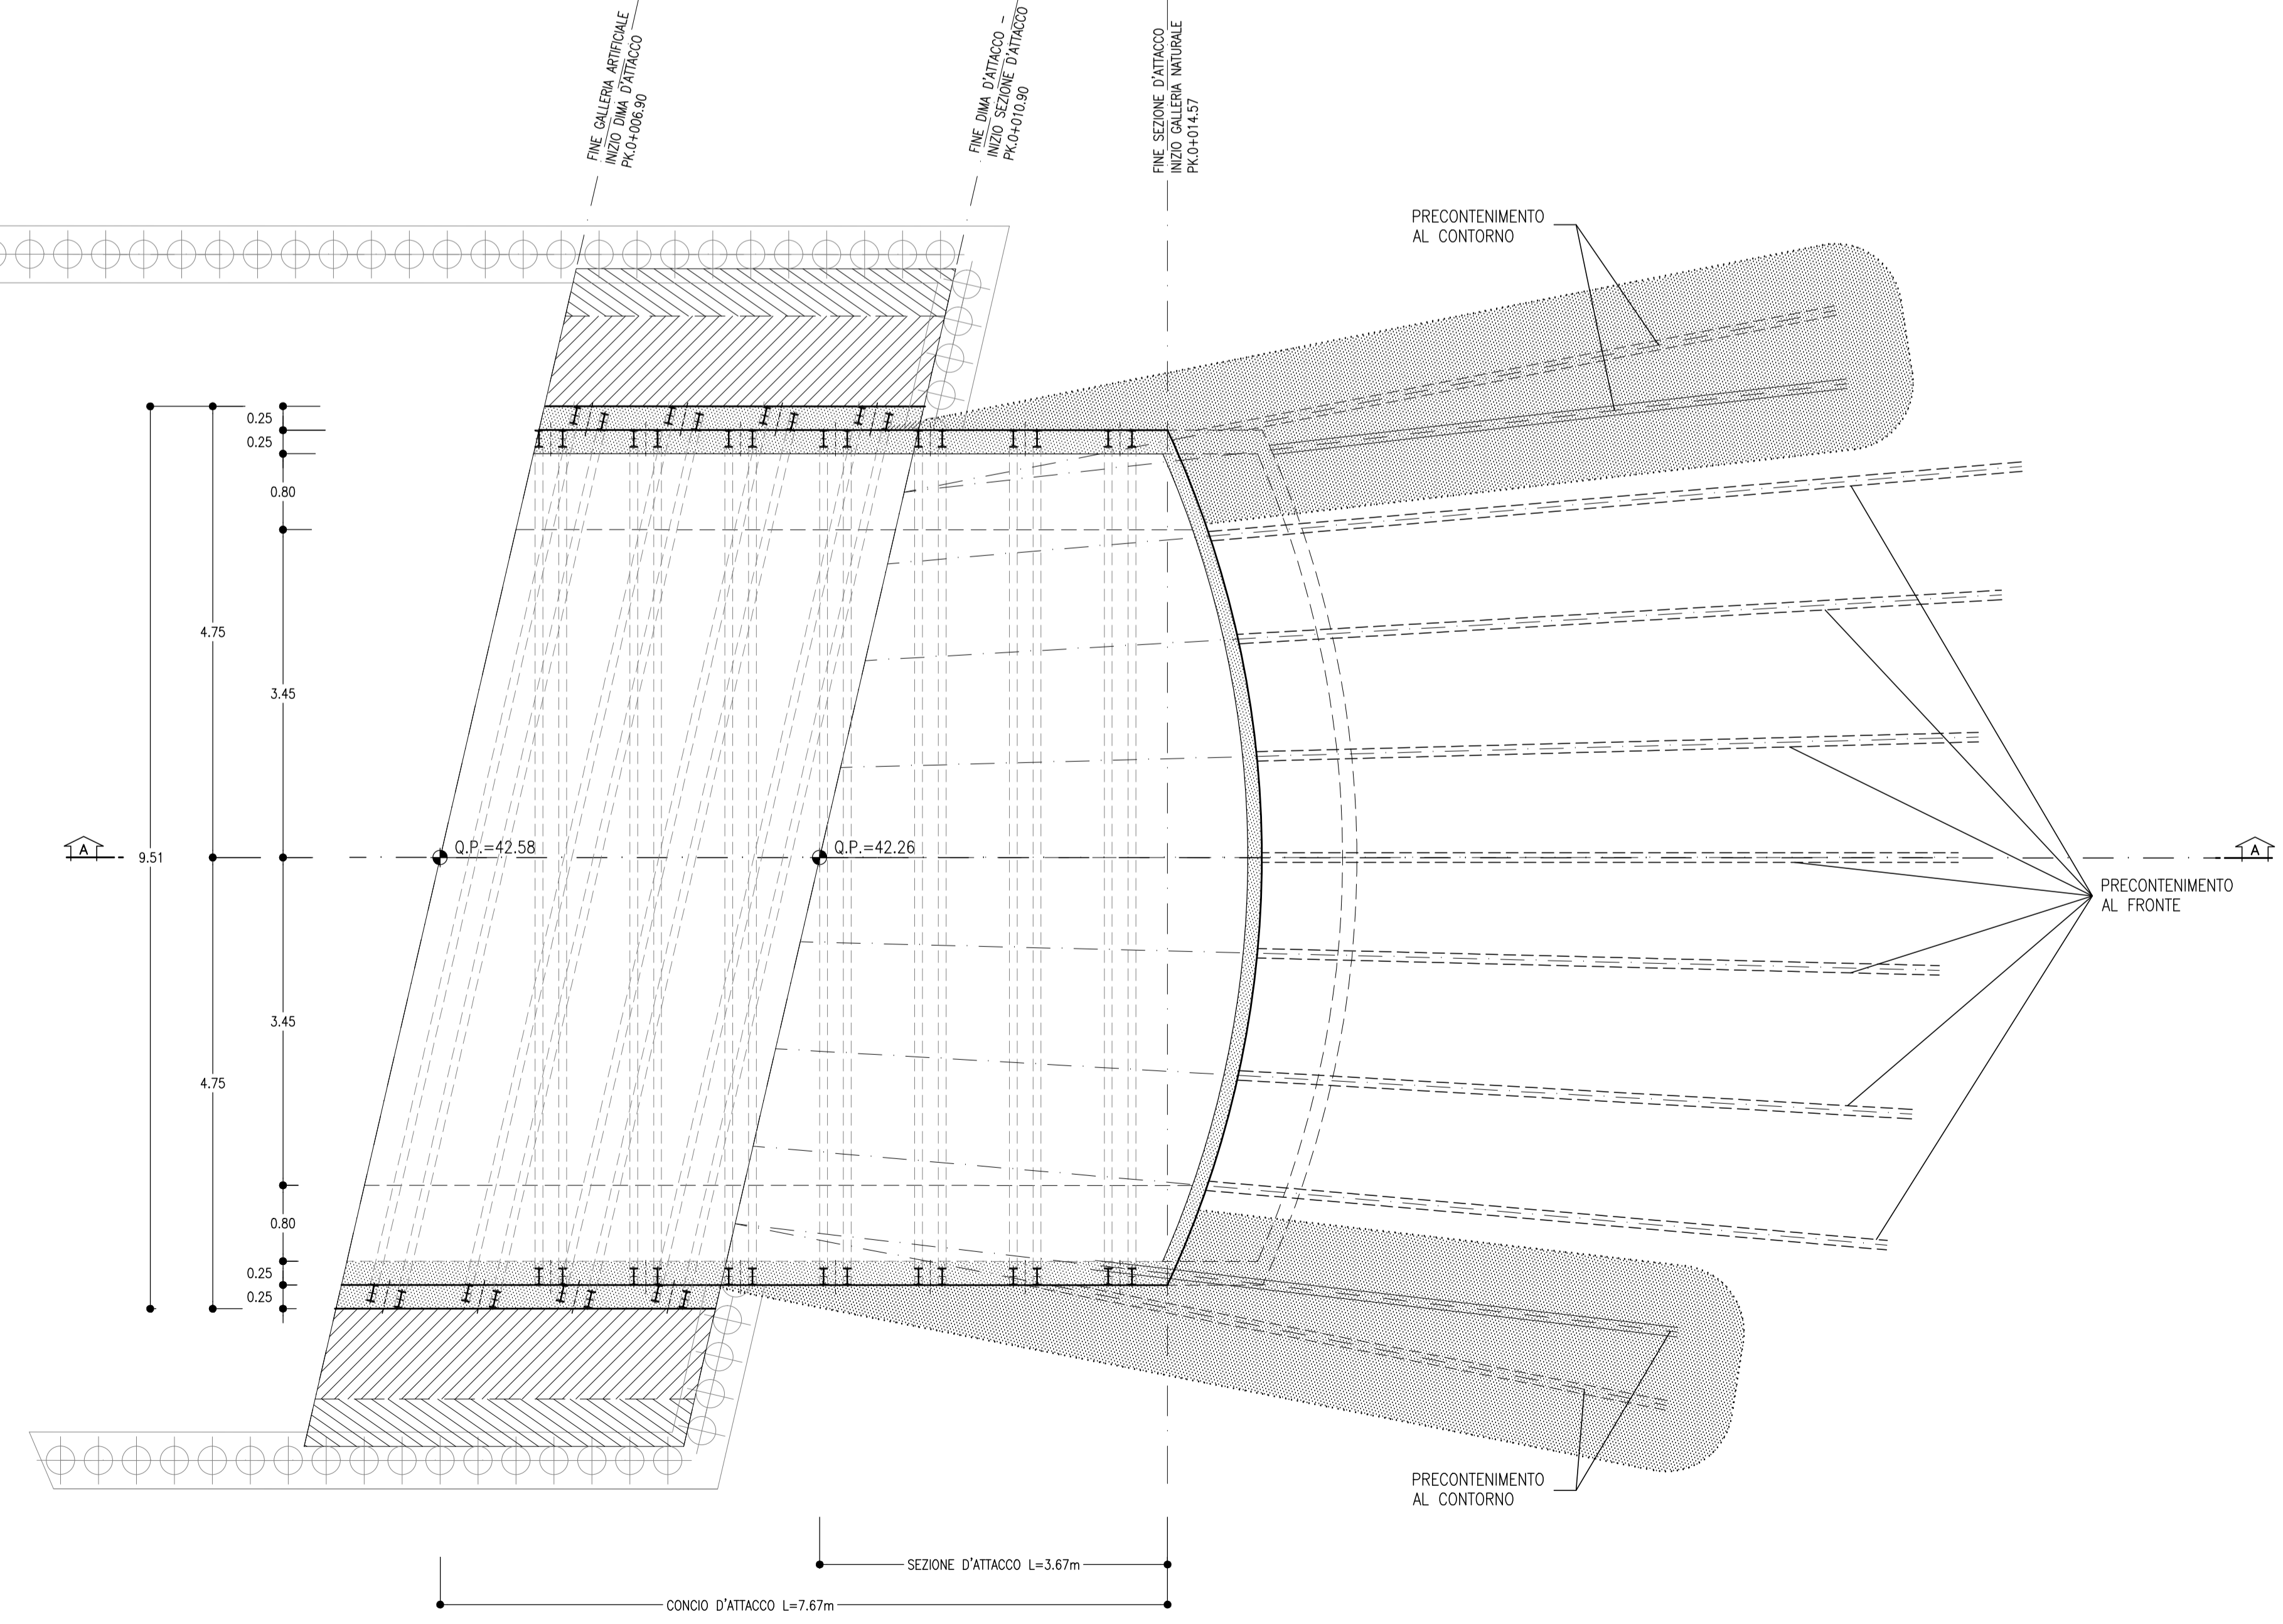 FINE GALLERIA ARTIFICIALE
INIZIO DIMA D'ATTACCO
PK.0+006.90
FINE DIMA D'ATTACCO -
INIZIO SEZIONE D'ATTACCO
PK.0+010.90
FINE SEZIONE D'ATTACCO
INIZIO GALLERIA NATURALE
PK.0+014.57
PRECONTENIMENTO
AL CONTORNO
0.25
0.25
0.80
4.75
3.45
A
9.51
Q.P.=42.58
Q.P.=42.26
A
PRECONTENIMENTO
AL FRONTE
3.45
4.75
0.80
0.25
0.25
PRECONTENIMENTO
AL CONTORNO
SEZIONE D'ATTACCO L=3.67m
CONCIO D'ATTACCO L=7.67m